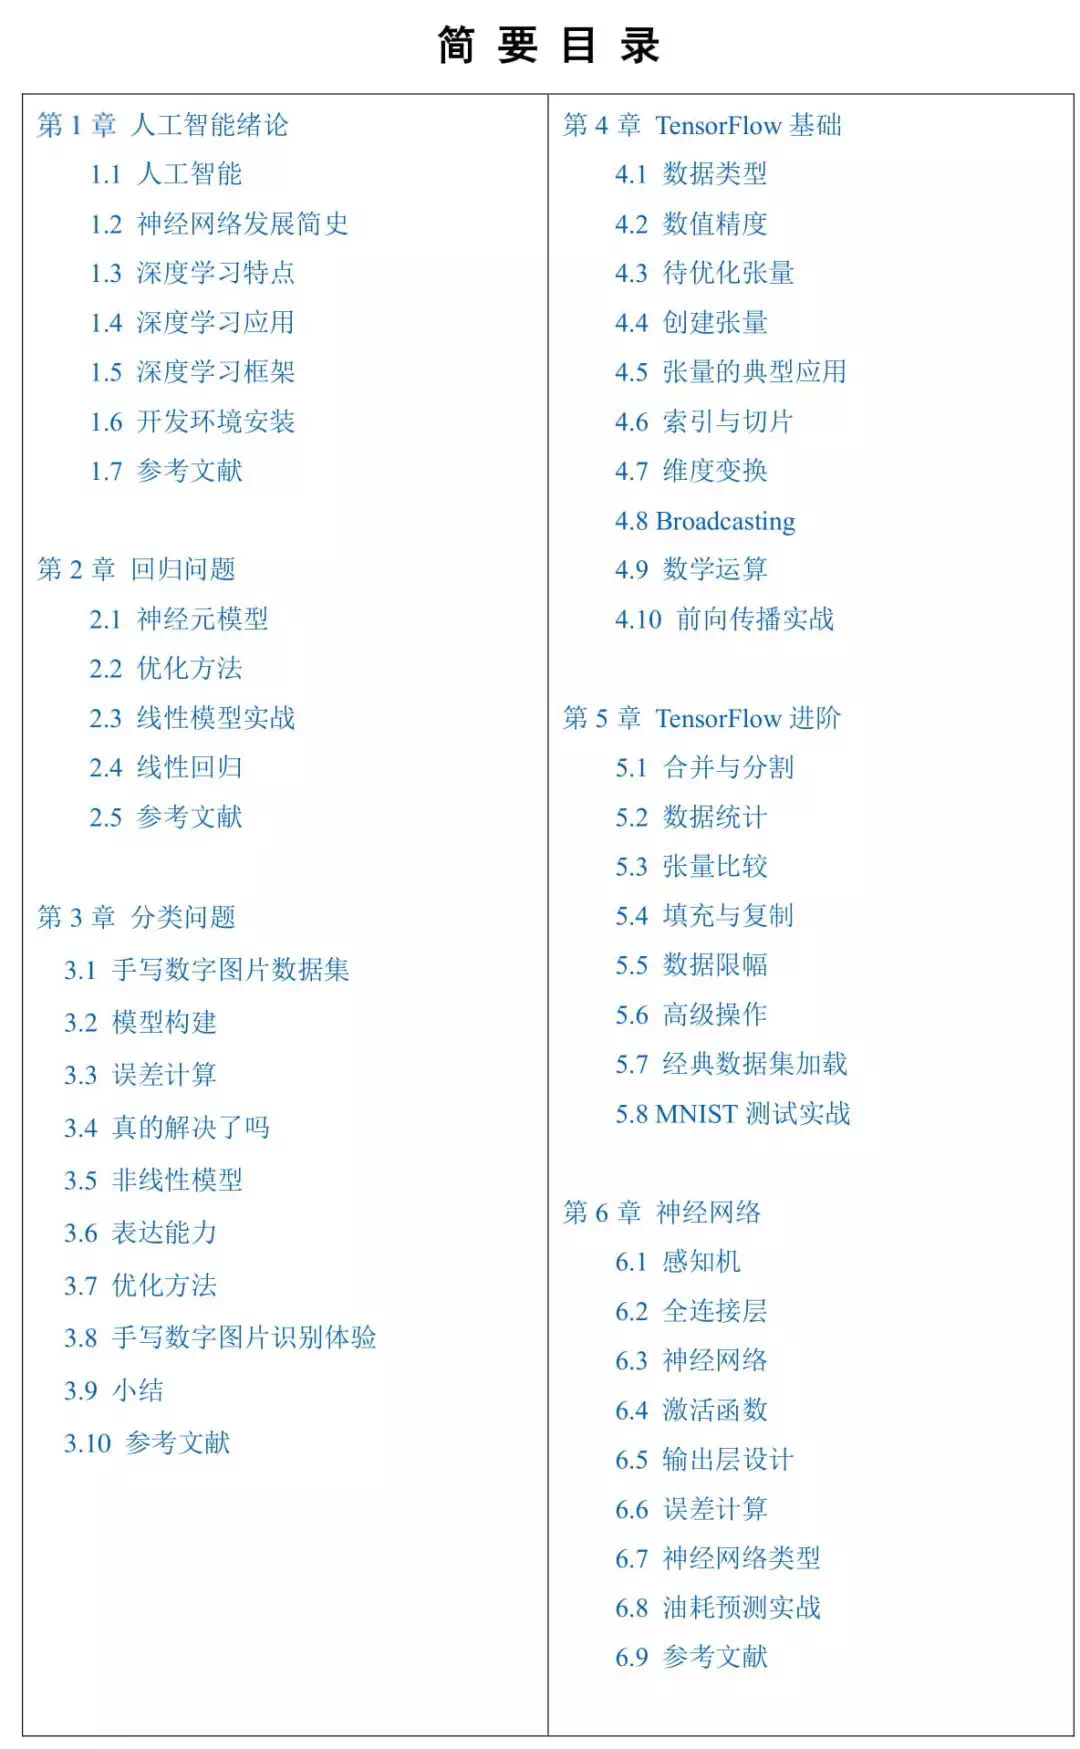 简 要 目 录
第 1 章 人工智能绪论
1.1 人工智能
1.2 神经网络发展简史
1.3 深度学习特点
1.4 深度学习应用
1.5 深度学习框架
1.6 开发环境安装
1.7 参考文献
第 2 章 回归问题
2.1 神经元模型
2.2 优化方法
2.3 线性模型实战
2.4 线性回归
2.5 参考文献
第 3 章 分类问题
3.1 手写数字图片数据集
3.2 模型构建
3.3 误差计算
3.4 真的解决了吗
3.5 非线性模型
3.6 表达能力
3.7 优化方法
3.8 手写数字图片识别体验
3.9 小结
3.10 参考文献
第 4 章 TensorFlow 基础
4.1 数据类型
4.2 数值精度
4.3 待优化张量
4.4 创建张量
4.5 张量的典型应用
4.6 索引与切片
4.7 维度变换
4.8 Broadcasting
4.9 数学运算
4.10 前向传播实战
第 5 章 TensorFlow 进阶
5.1 合并与分割
5.2 数据统计
5.3 张量比较
5.4 填充与复制
5.5 数据限幅
5.6 高级操作
5.7 经典数据集加载
5.8 MNIST 测试实战
第 6 章 神经网络
6.1 感知机
6.2 全连接层
6.3 神经网络
6.4 激活函数
6.5 输出层设计
6.6 误差计算
6.7 神经网络类型
6.8 油耗预测实战
6.9 参考文献